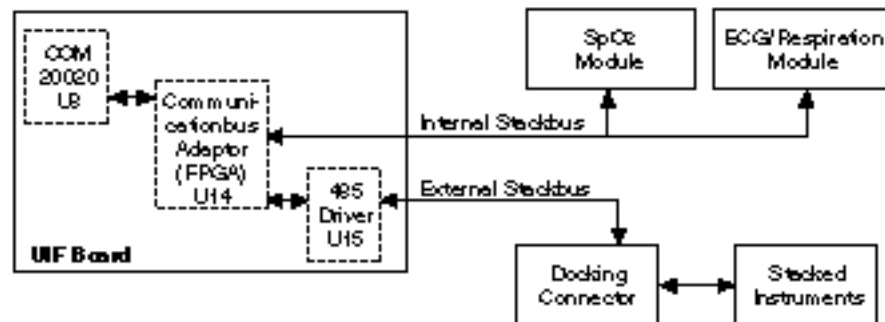 COM
20020
U8
Communi-
cationbus
Adaptor
(FPGA)
U14
485
Driver
U15
UIF Board
Internal Stackbus
External Stackbus
SpO2
Module
ECG/Respiration
Module
Docking
Connector
Stacked
Instruments